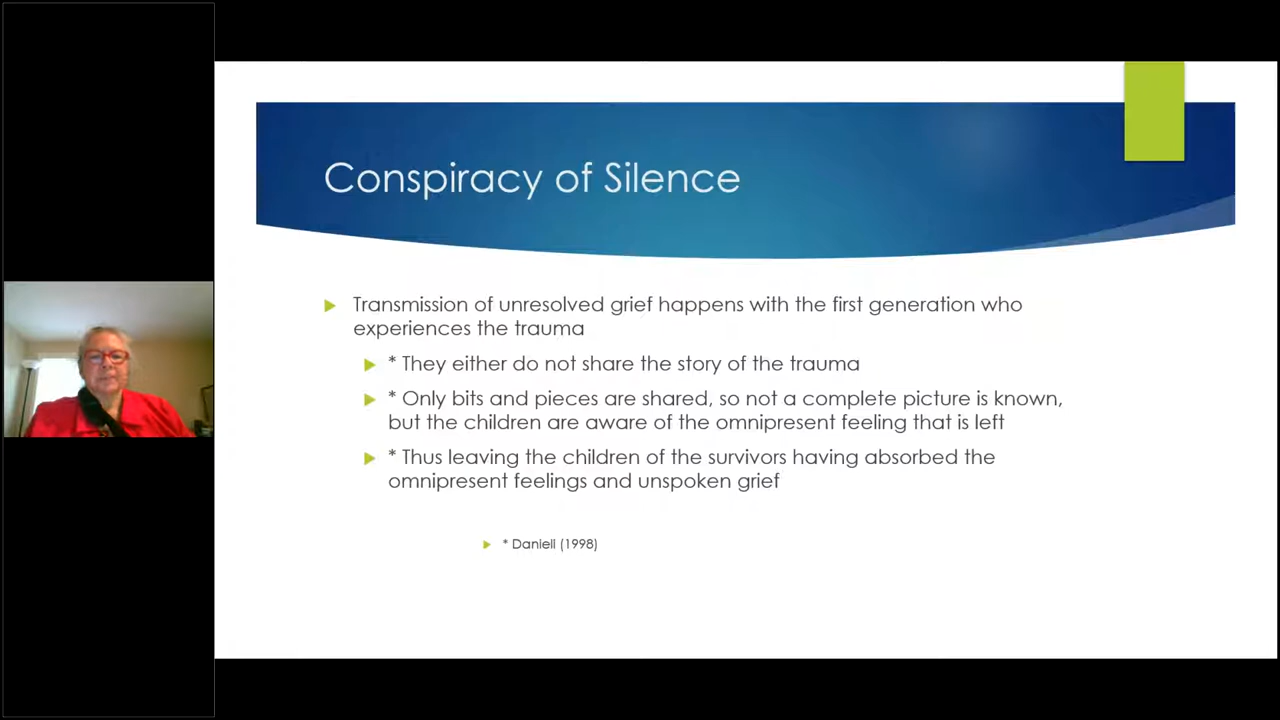 Conspiracy of Silence
Transmission of unresolved grief happens with the first generation who
experiences the trauma
* They either do not share the story of the trauma
* Only bits and pieces are shared, so not a complete picture is known,
but the children are aware of the omnipresent feeling that is left
* Thus leaving the children of the survivors having absorbed the
omnipresent feelings and unspoken grief
* Danieli (1998)